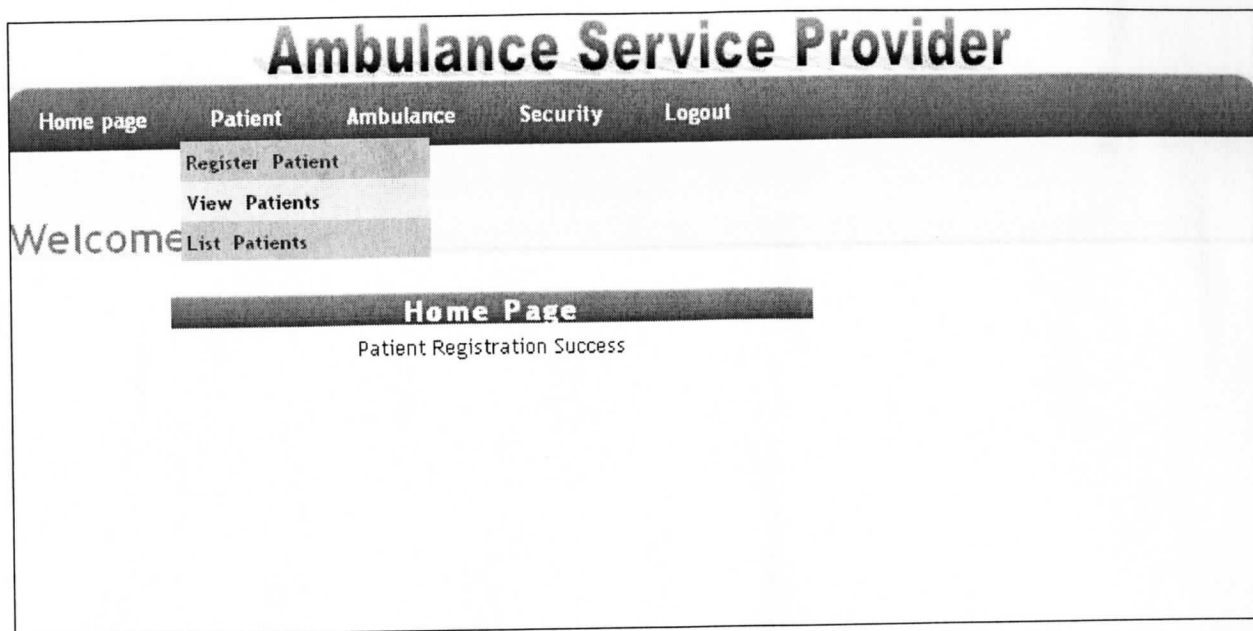 Ambulance Service Provider
Home page Patient Ambulance Security Logout
Register Patient
View Patients
Welcome
List Patients
Home Page
Patient Registration Success